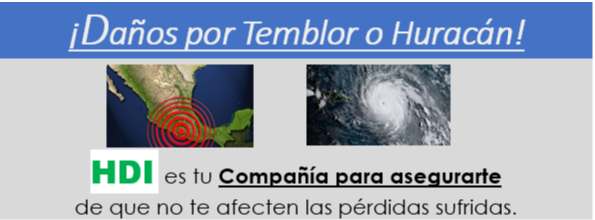 ¡Daños por Temblor o Huracán!
HDI es tu Compañía para asegurarte
de que no te afecten las pérdidas sufridas.